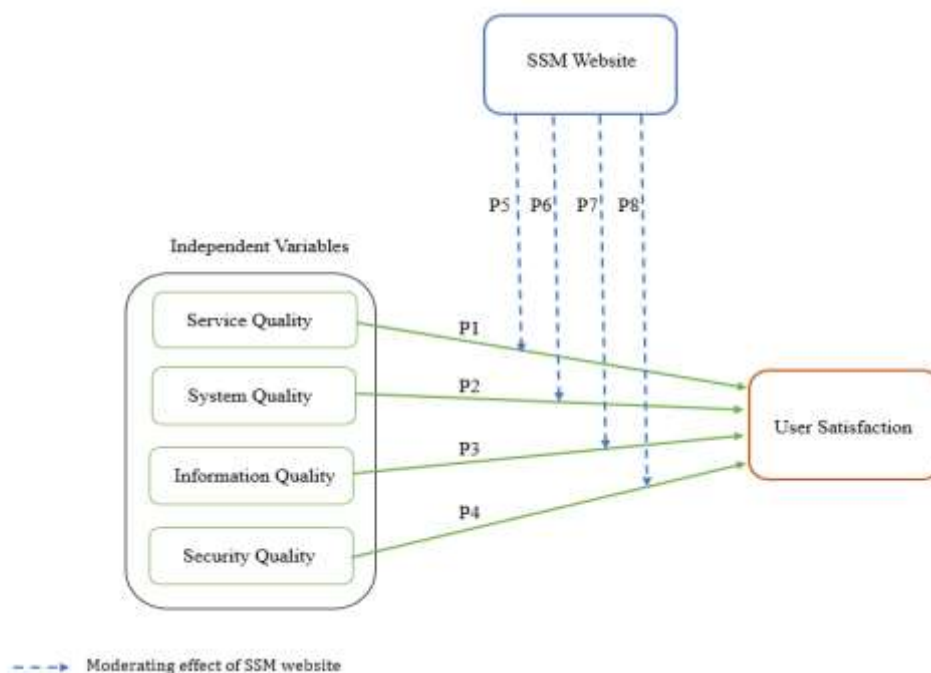 SSM Website
P5 P6 P7 P8
Independent Variables
Service Quality
P1
System Quality
P2
User Satisfaction
Information Quality
P3
Security Quality
P4
Moderating effect of SSM website